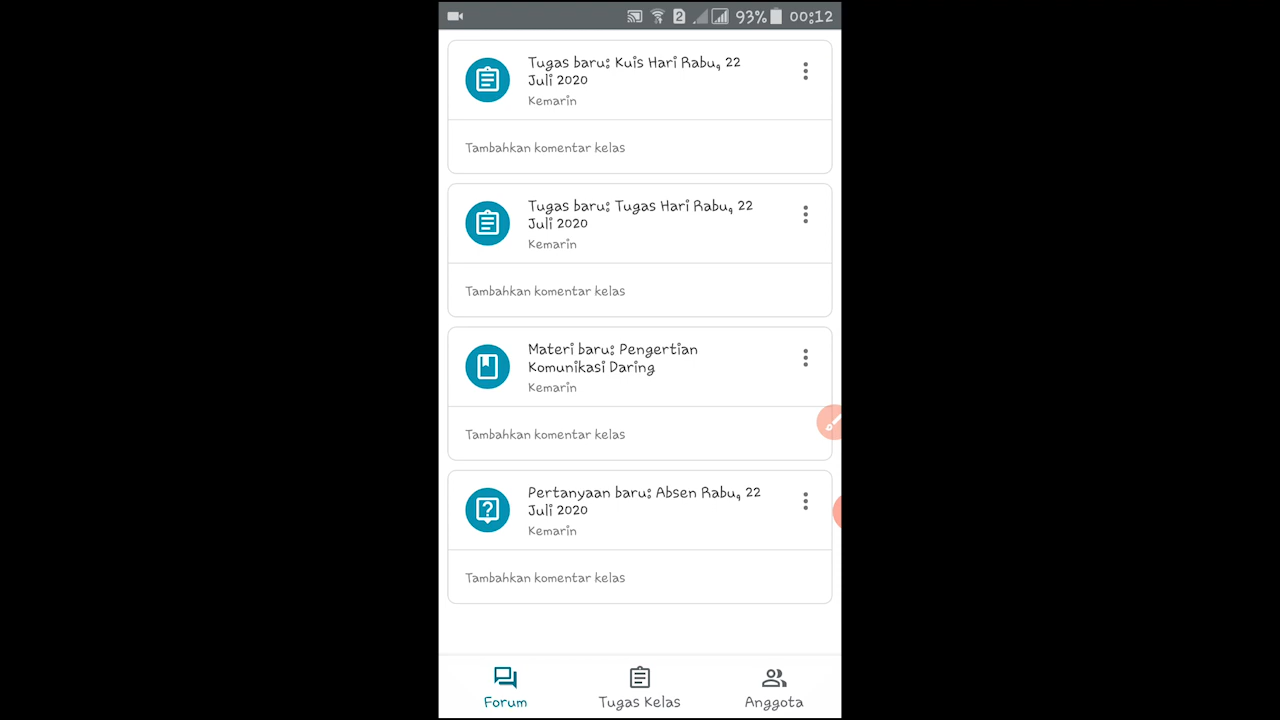 2 93% 00:12
Tugas baru: Kuis Hari Rabu, 22
Juli 2020
Kemarin
Tambahkan komentar kelas
Tugas baru: Tugas Hari Rabu, 22
Juli 2020
Kemarin
Tambahkan komentar kelas
Materi baru: Pengertian
Komunikasi Daring
Kemarin
Tambahkan komentar kelas
Pertanyaan baru: Absen Rabu, 22
Juli 2020
Kemarin
Tambahkan komentar kelas
Forum Tugas Kelas Anggota